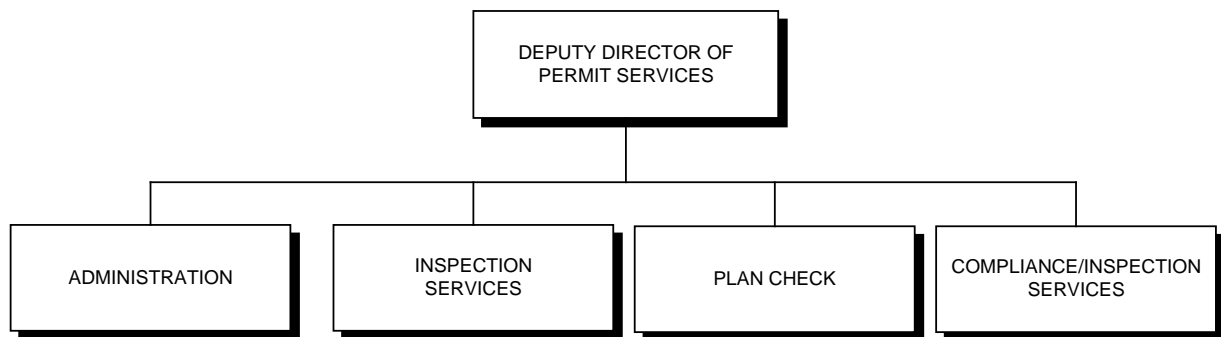 DEPUTY DIRECTOR OF
PERMIT SERVICES
ADMINISTRATION
INSPECTION
SERVICES
PLAN CHECK
COMPLIANCE/INSPECTION
SERVICES